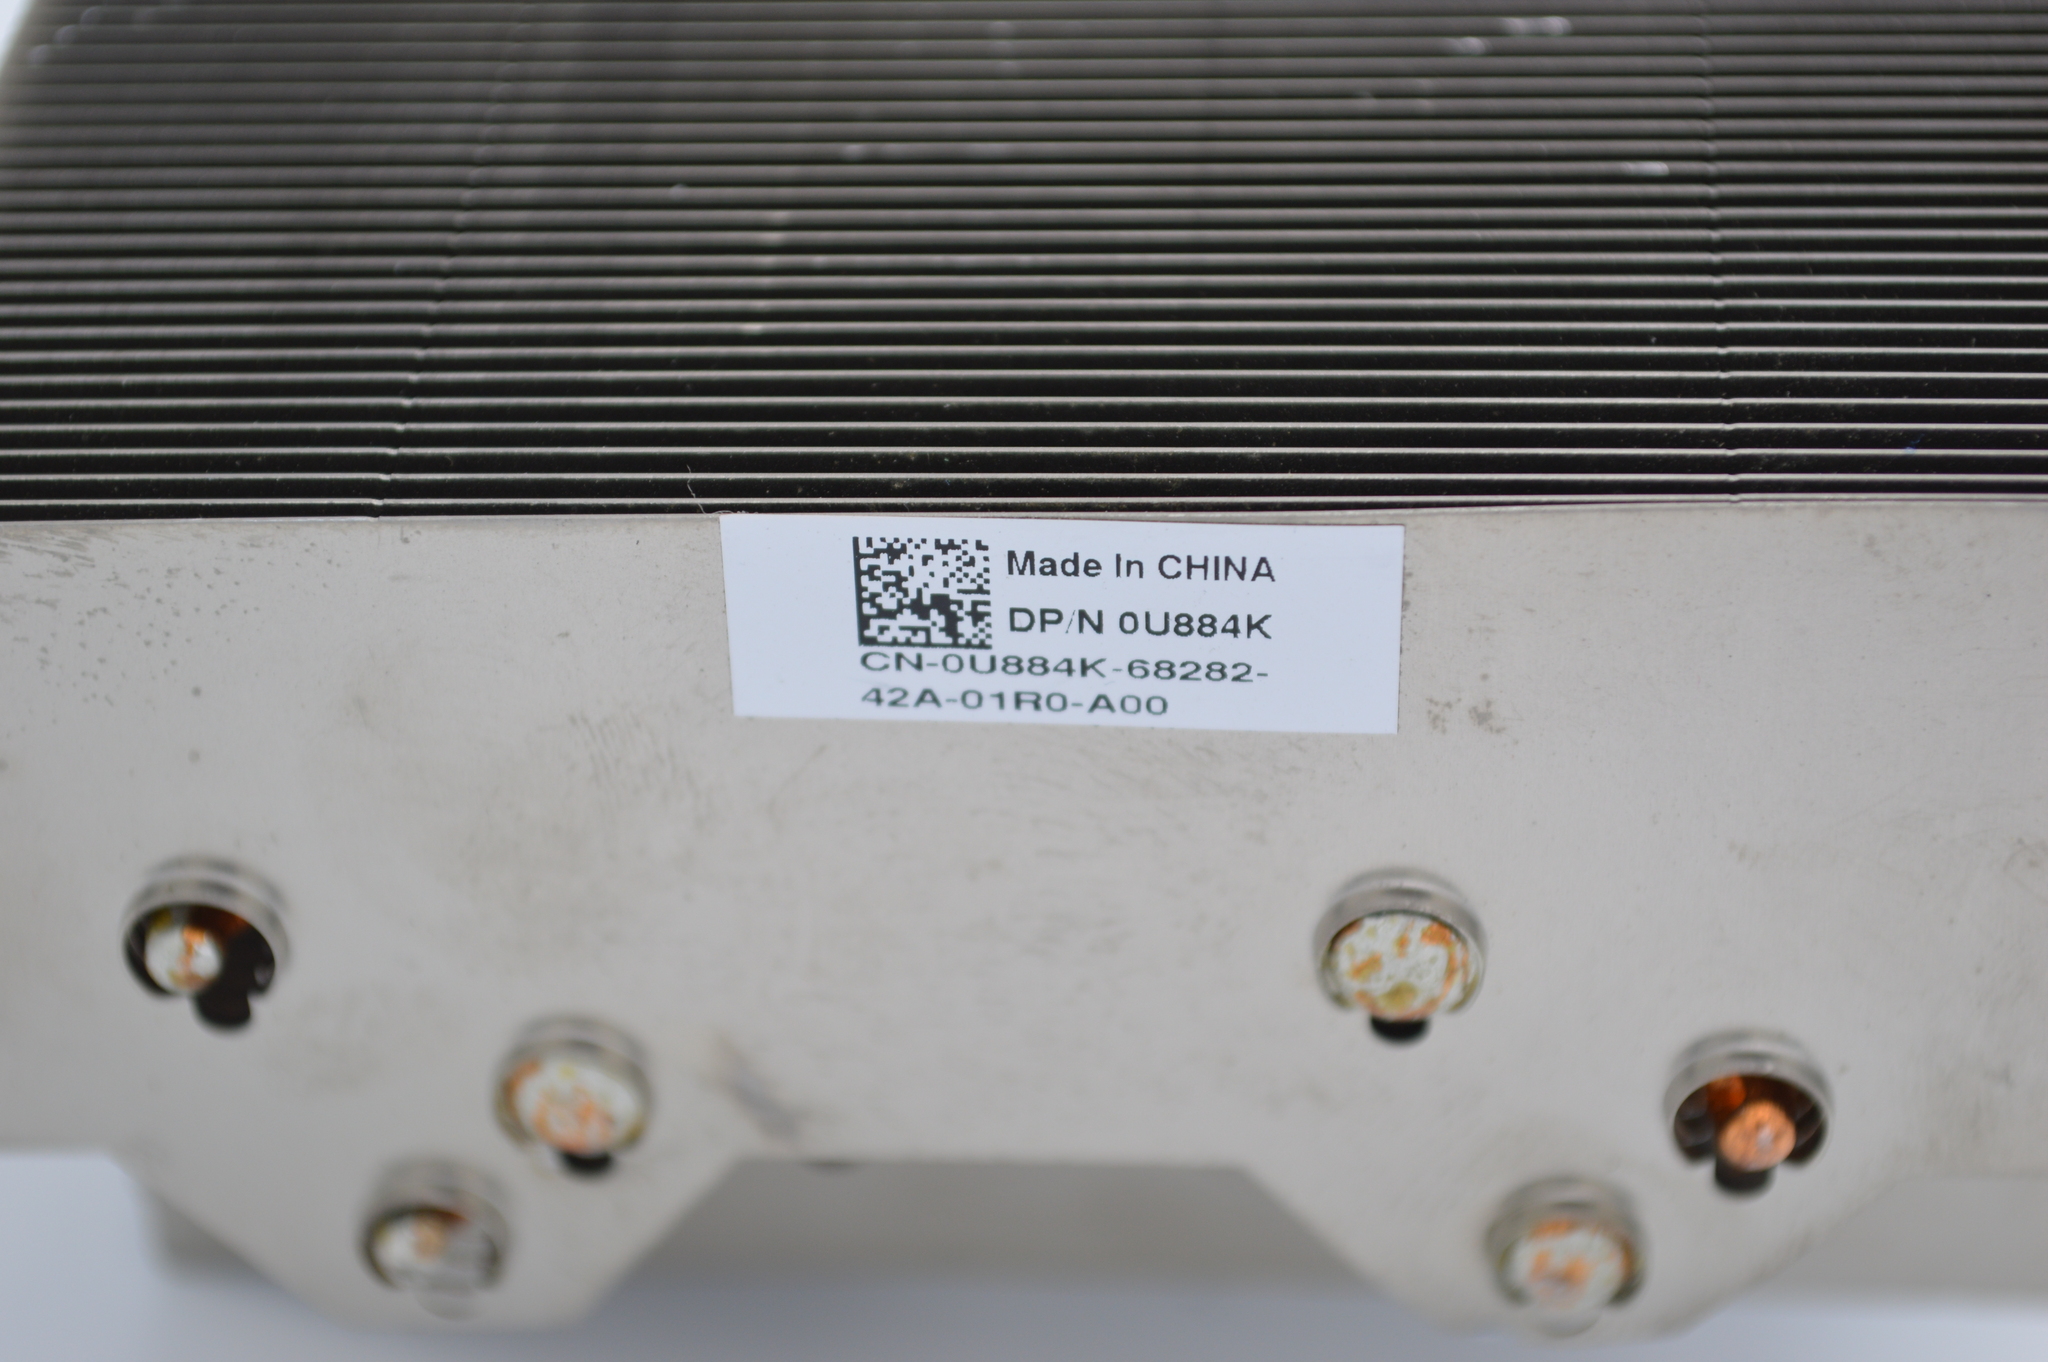 Made In CHINA
DP/N 0U884K
CN-0U884K-68282-
42A-01R0-A00